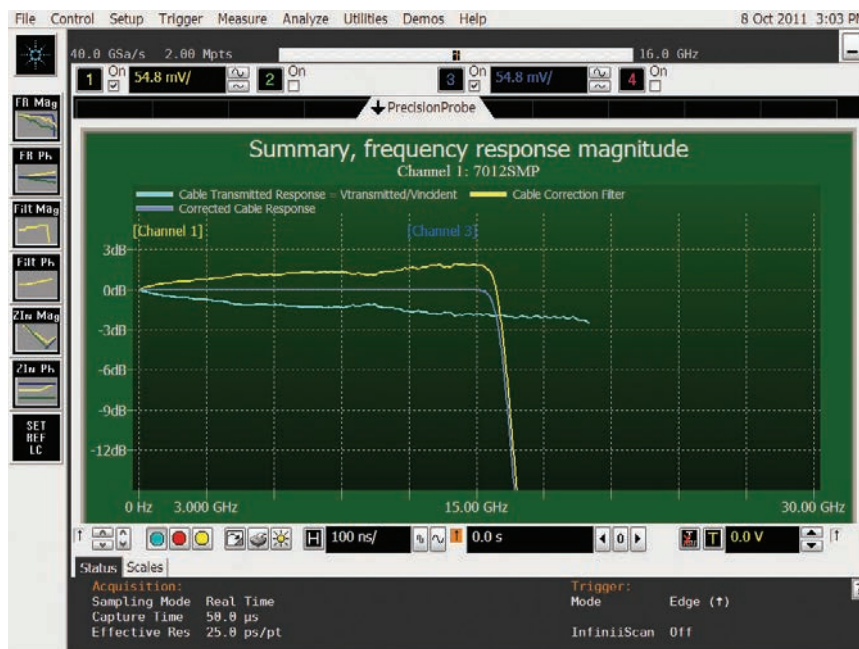 File Control Setup Trigger Measure Analyze Utilities Demos Help 8 Oct 2011 3:03 PM
40.0 GSa/s 2.00 Mpts 16.0 GHz
1 On 54.8 mV/ 2 On 3 On 54.8 mV/ 4 On
PrecisionProbe
FR Mag
FR Ph
Filt Mag
Filt Ph
ZIn Mag
ZIn Ph
SET
REF
LC
Summary, frequency response magnitude
Channel 1: 7012SMP
Cable Transmitted Response = Vtransmitted/Vincident Cable Correction Filter
Corrected Cable Response
[Channel 1] [Channel 3]
3dB
0dB
-3dB
-6dB
-9dB
-12dB
0 Hz 3.000 GHz 15.00 GHz 30.00 GHz
H 100 ns/ 0.0 s 0 T 0.0 V
Status Scales
Acquisition: Trigger:
Sampling Mode Real Time Mode Edge (↑)
Capture Time 50.0 µs
Effective Res 25.0 ps/pt InfiniiScan Off